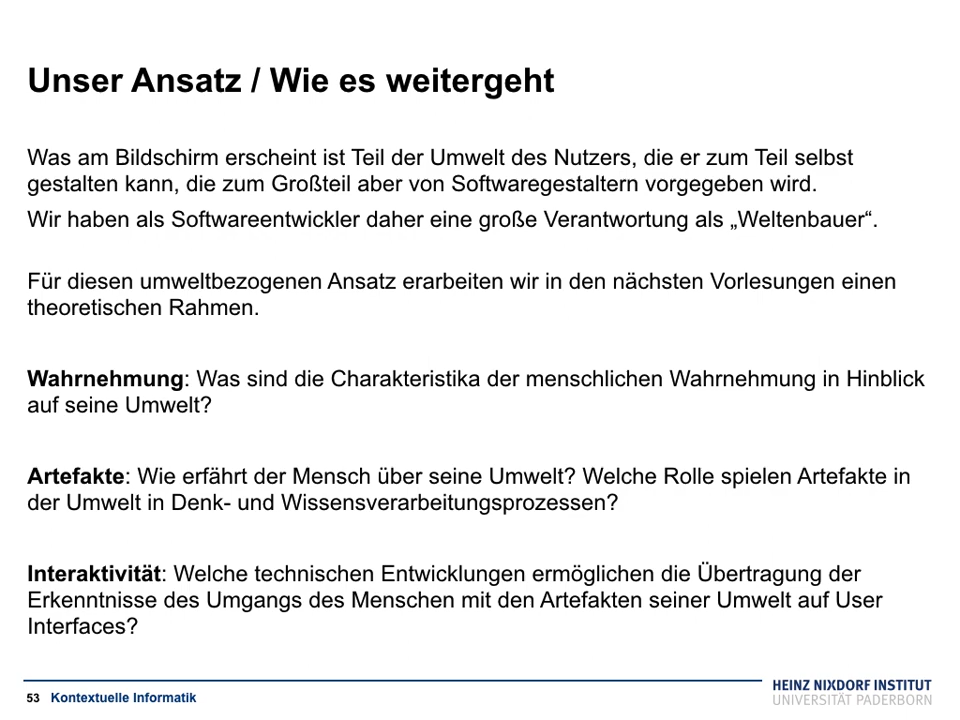 Unser Ansatz / Wie es weitergeht
Was am Bildschirm erscheint ist Teil der Umwelt des Nutzers, die er zum Teil selbst
gestalten kann, die zum Großteil aber von Softwaregestaltern vorgegeben wird.
Wir haben als Softwareentwickler daher eine große Verantwortung als „Weltenbauer“.
Für diesen umweltbezogenen Ansatz erarbeiten wir in den nächsten Vorlesungen einen
theoretischen Rahmen.
Wahrnehmung: Was sind die Charakteristika der menschlichen Wahrnehmung in Hinblick
auf seine Umwelt?
Artefakte: Wie erfährt der Mensch über seine Umwelt? Welche Rolle spielen Artefakte in
der Umwelt in Denk- und Wissensverarbeitungsprozessen?
Interaktivität: Welche technischen Entwicklungen ermöglichen die Übertragung der
Erkenntnisse des Umgangs des Menschen mit den Artefakten seiner Umwelt auf User
Interfaces?
53 Kontextuelle Informatik
HEINZ NIXDORF INSTITUT
UNIVERSITÄT PADERBORN